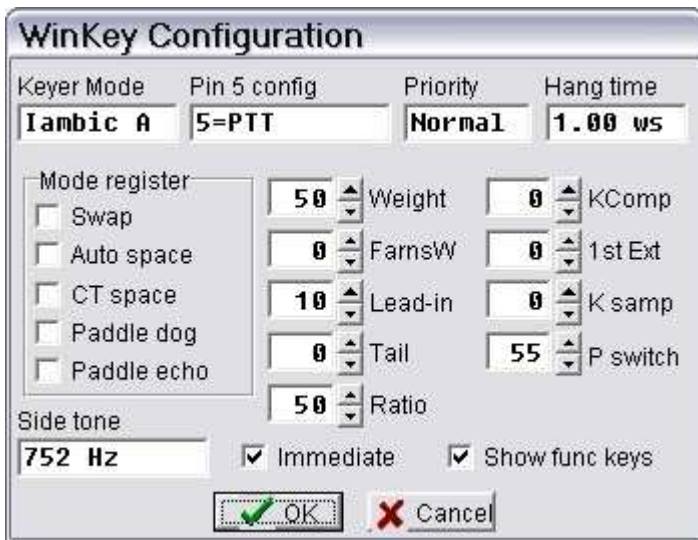 WinKey Configuration
Keyer Mode Pin 5 config Priority Hang time
Iambic A 5=PTT Normal 1.00 ws
Mode register
Swap
Auto space
CT space
Paddle dog
Paddle echo
50 Weight
0 FarnsW
10 Lead-in
0 Tail
50 Ratio
0 KComp
0 1st Ext
0 K samp
55 P switch
Side tone
752 Hz
Immediate Show func keys
OK Cancel